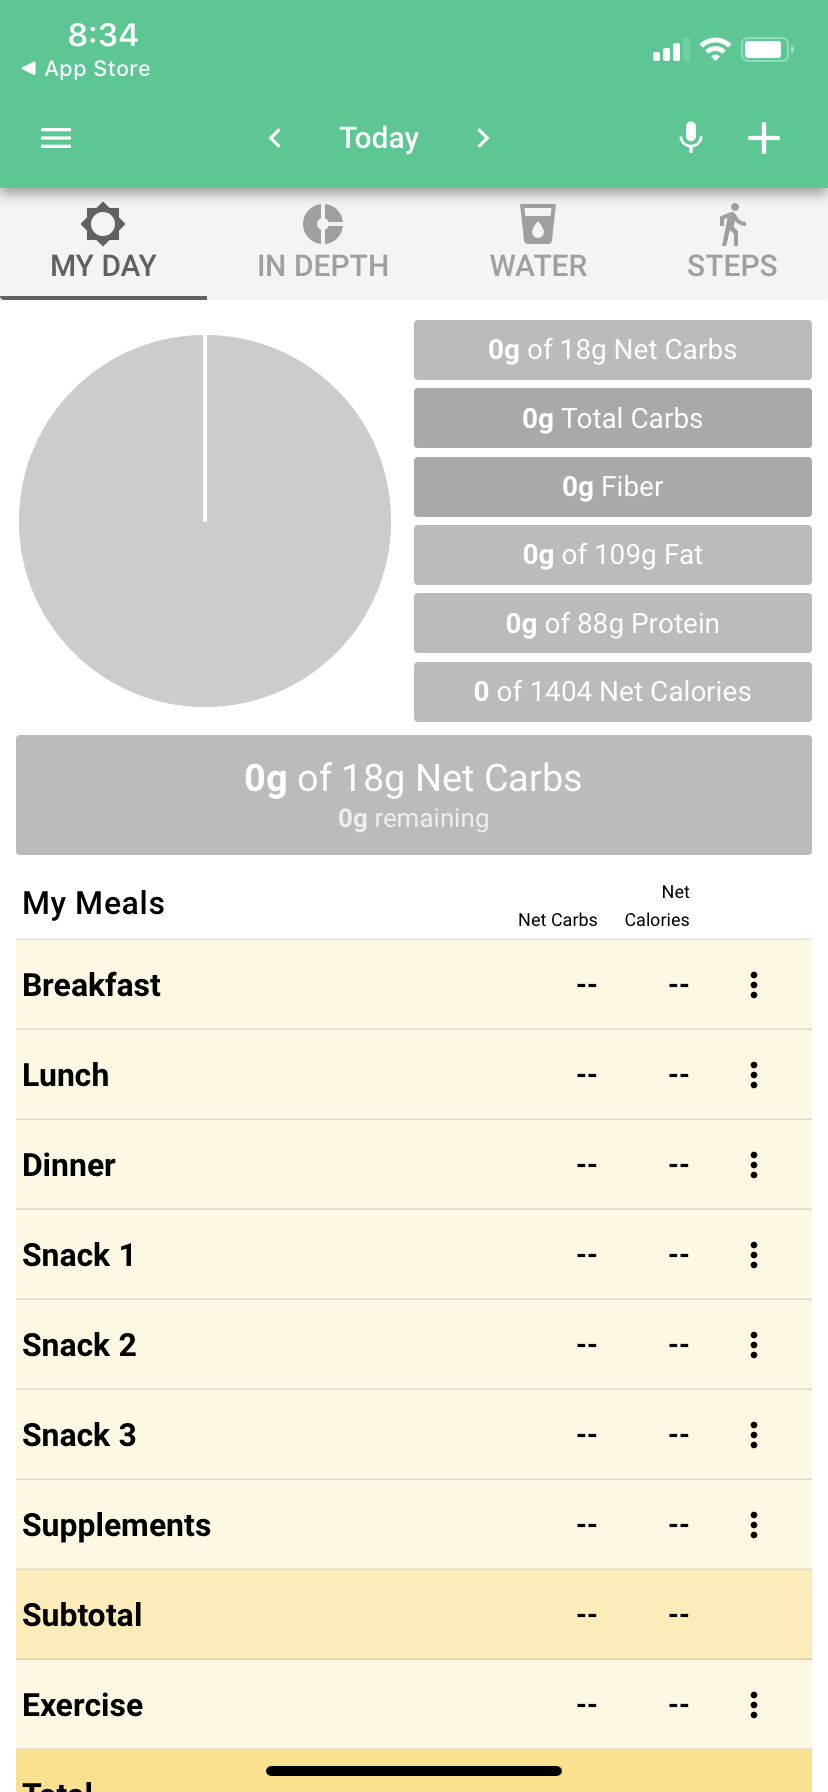 8:34
◀ App Store
Today
MY DAY
IN DEPTH
WATER
STEPS
0g of 18g Net Carbs
0g Total Carbs
0g Fiber
0g of 109g Fat
0g of 88g Protein
0 of 1404 Net Calories
0g of 18g Net Carbs
0g remaining
My Meals Net Carbs Net Calories
Breakfast -- --
Lunch -- --
Dinner -- --
Snack 1 -- --
Snack 2 -- --
Snack 3 -- --
Supplements -- --
Subtotal -- --
Exercise -- --
Total